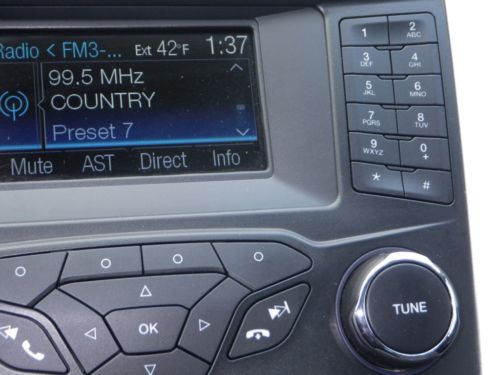 Radio < FM3-... Ext 42°F 1:37
99.5 MHz
COUNTRY
Preset 7
Mute AST Direct Info
1 2 ABC
3 DEF 4 GHI
5 JKL 6 MNO
7 PQRS 8 TUV
9 WXYZ 0 +
* #
OK
TUNE